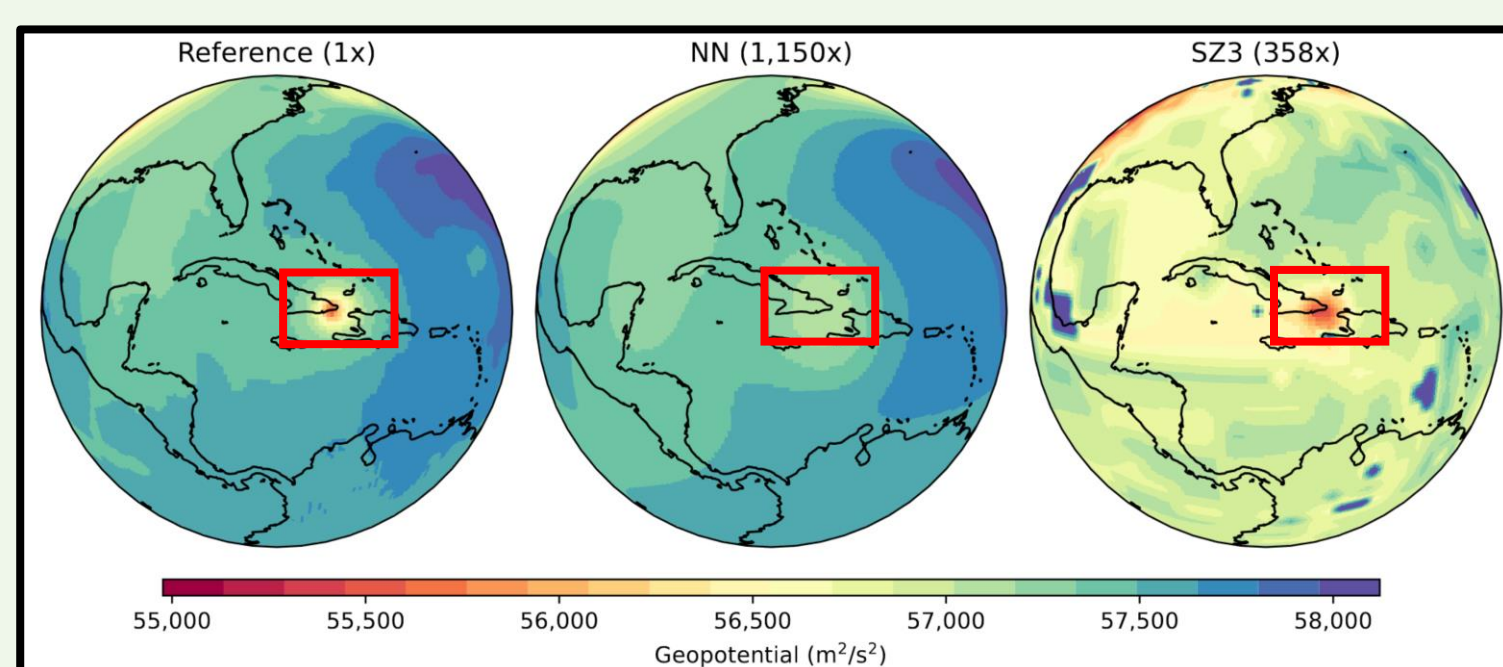 Reference (1x)
NN (1,150x)
SZ3 (358x)
55,000 55,500 56,000 56,500 57,000 57,500 58,000
Geopotential (m²/s²)